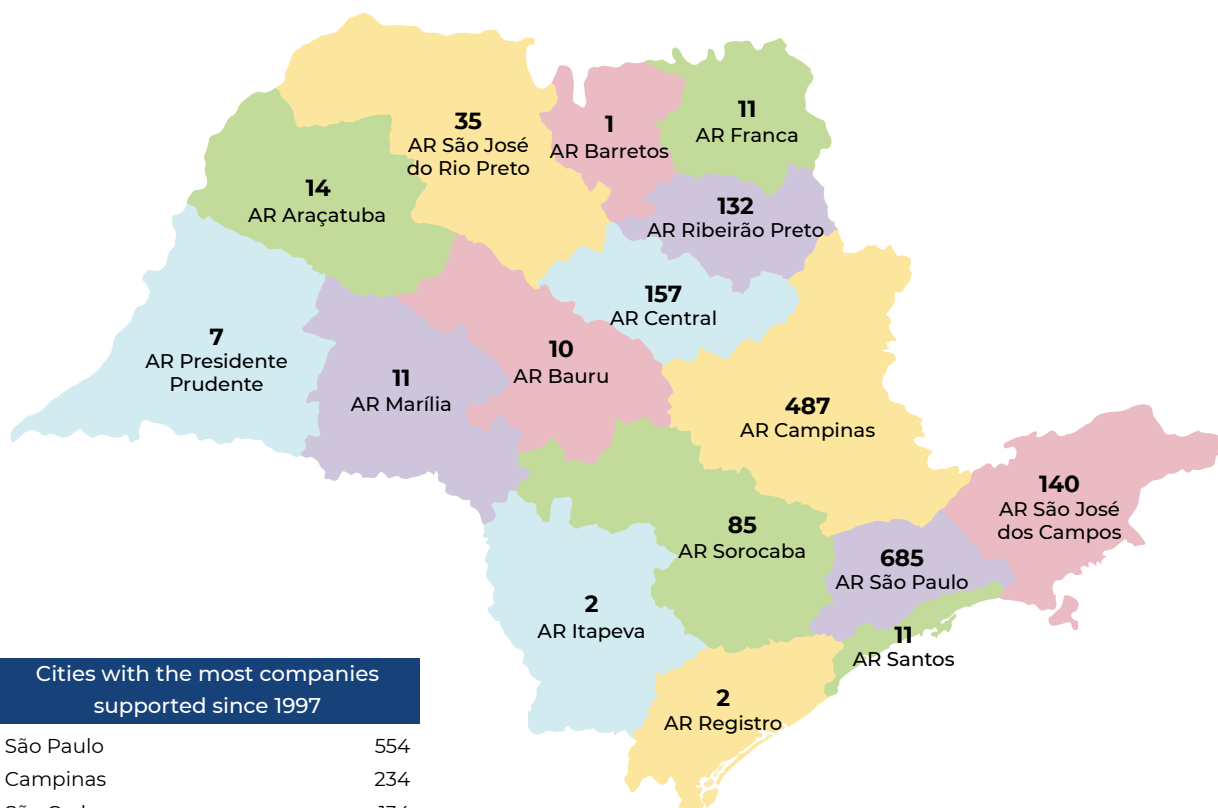 35
AR São José
do Rio Preto
1
AR Barretos
11
AR Franca
14
AR Araçatuba
132
AR Ribeirão Preto
157
AR Central
7
AR Presidente
Prudente
11
AR Marília
10
AR Bauru
487
AR Campinas
140
AR São José
dos Campos
85
AR Sorocaba
685
AR São Paulo
2
AR Itapeva
11
AR Santos
2
AR Registro
Cities with the most companies
supported since 1997
São Paulo 554
Campinas 234